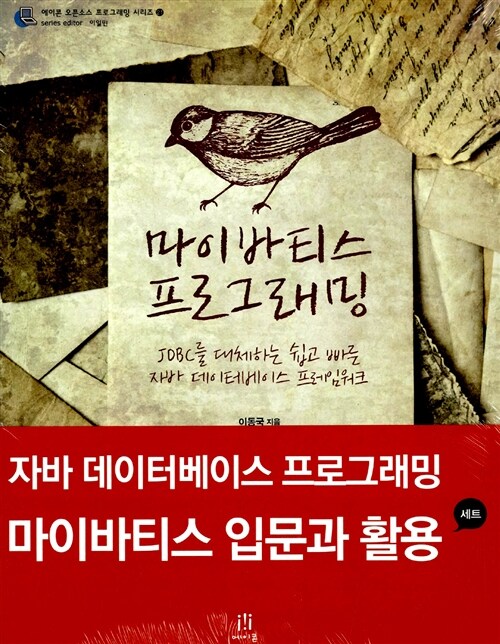 에이콘 오픈소스 프로그래밍 시리즈 27
series editor 이일민
마이바티스
프로그래밍
JDBC를 대체하는 쉽고 빠른
자바 데이터베이스 프레임워크
이동국 지음
자바 데이터베이스 프로그래밍
마이바티스 입문과 활용
세트
에이콘